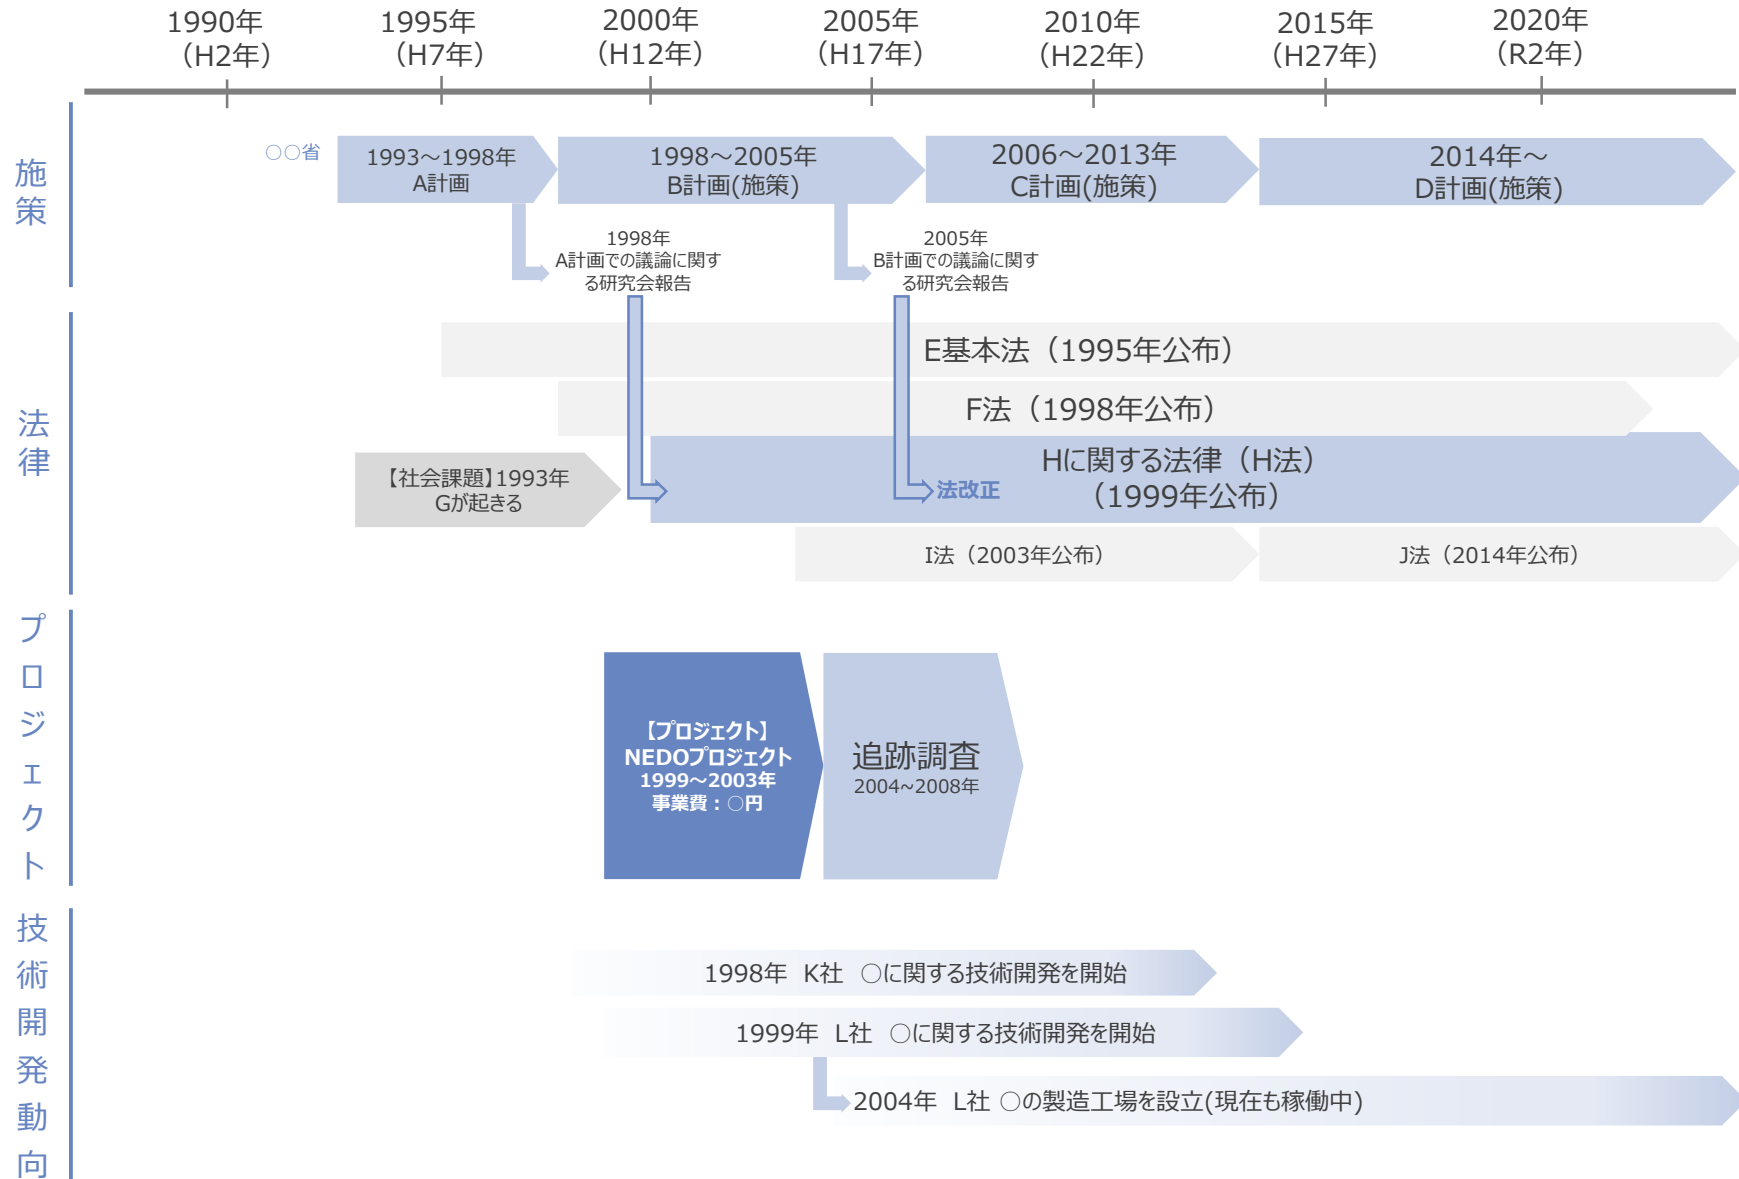 1990年
（H2年）
1995年
（H7年）
2000年
（H12年）
2005年
（H17年）
2010年
（H22年）
2015年
（H27年）
2020年
（R2年）
施策
○○省
1993～1998年
A計画
1998～2005年
B計画(施策)
2006～2013年
C計画(施策)
2014年～
D計画(施策)
1998年
A計画での議論に関す
る研究会報告
2005年
B計画での議論に関す
る研究会報告
法律
E基本法（1995年公布）
F法（1998年公布）
【社会課題】1993年
Gが起きる
法改正
Hに関する法律（H法）
（1999年公布）
I法（2003年公布）
J法（2014年公布）
プロジェクト
【プロジェクト】
NEDOプロジェクト
1999～2003年
事業費：○円
追跡調査
2004~2008年
技術開発動向
1998年 K社 ○に関する技術開発を開始
1999年 L社 ○に関する技術開発を開始
2004年 L社 ○の製造工場を設立(現在も稼働中)